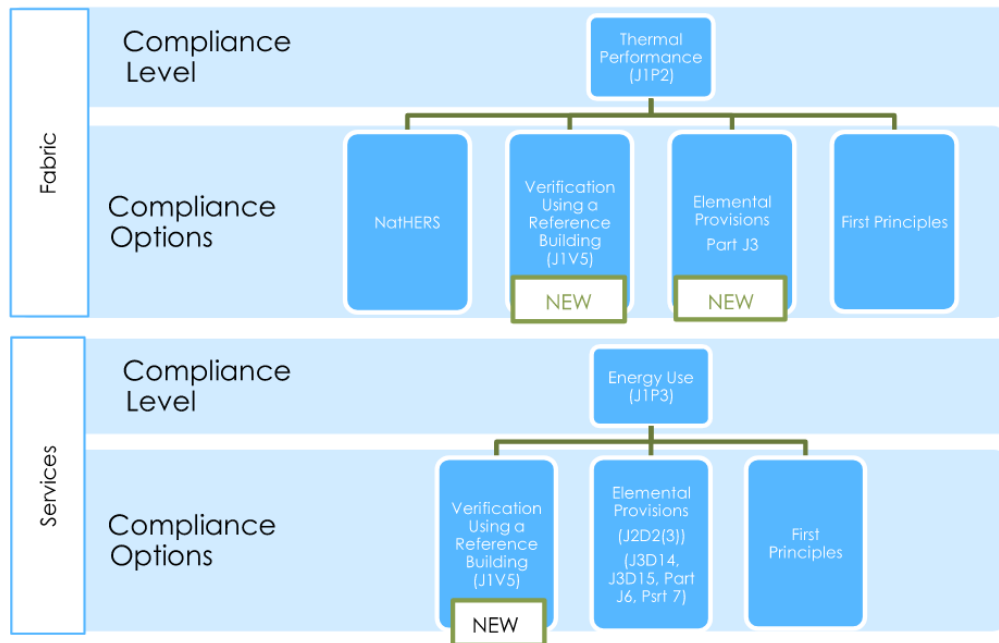 Fabric
Compliance
Level
Thermal
Performance
(J1P2)
Compliance
Options
NatHERS
Verification
Using a
Reference
Building
(J1V5)
NEW
Elemental
Provisions
Part J3
NEW
First Principles
Services
Compliance
Level
Energy Use
(J1P3)
Compliance
Options
Verification
Using a
Reference
Building
(J1V5)
NEW
Elemental
Provisions
(J2D2(3))
(J3D14,
J3D15, Part
J6, Psrt 7)
First
Principles